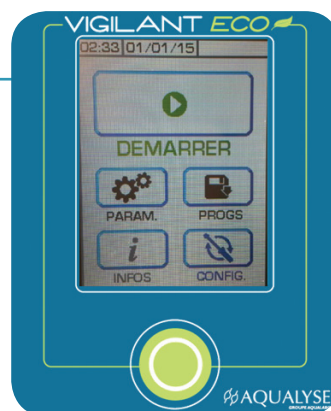 VIGILANT ECO
02:33 01/01/15
DEMARRER
PARAM. PROGS
INFOS CONFIG.
AQUALYSE